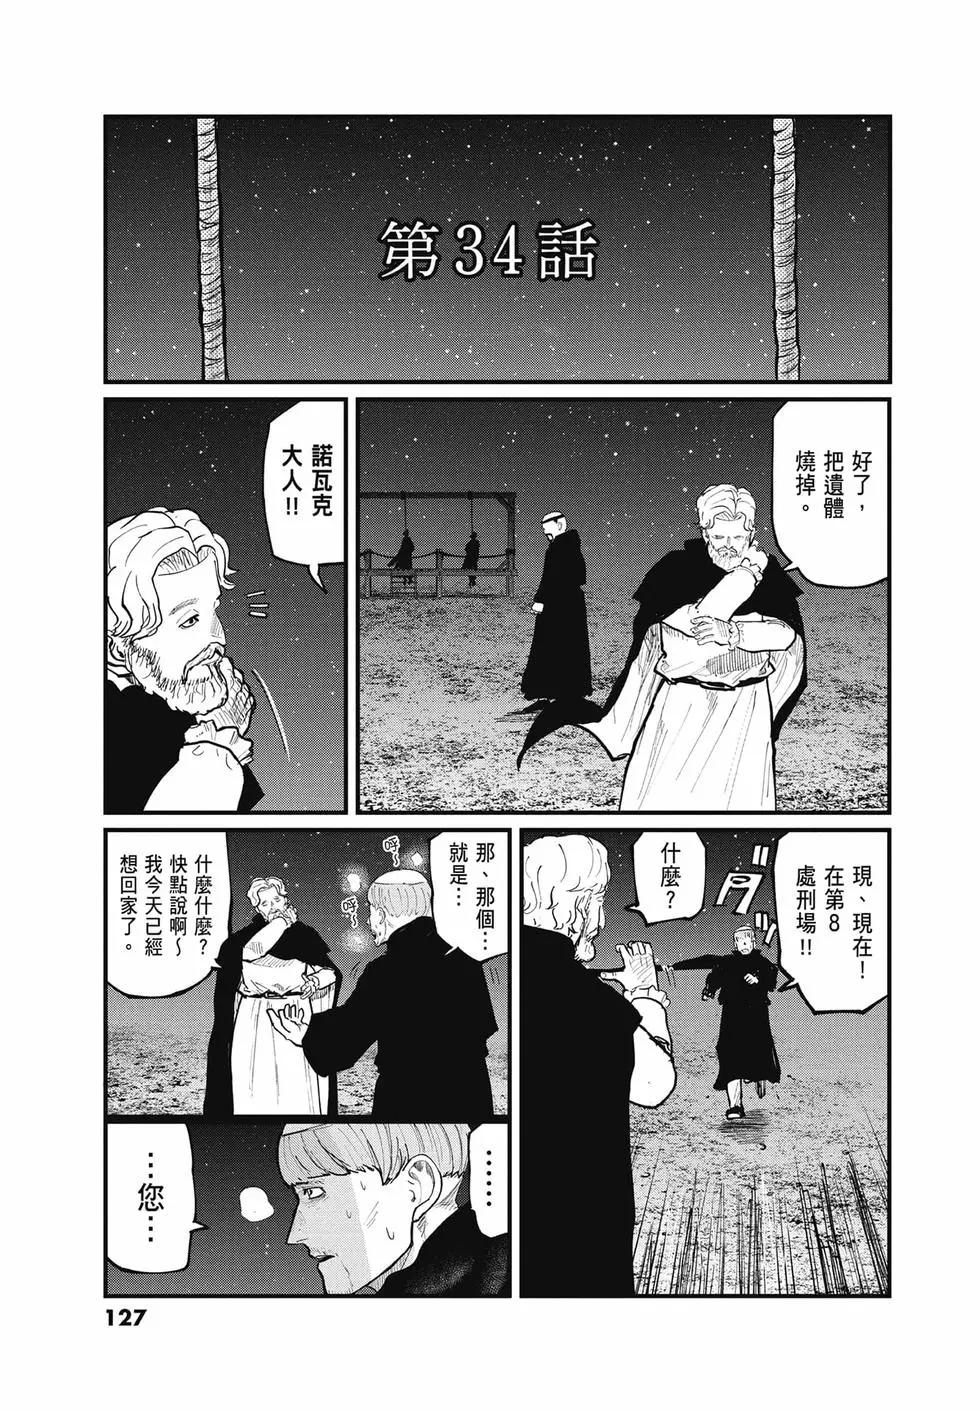 第34話
好了，
把遺體
燒掉。
諾瓦克
大人!!
現、現在！
在第8
處刑場!!
什麼？
那、那個…
就是…
呼～
呼～
什麼什麼？
快點說啊～
我今天已經
想回家了。
……
…您…
127